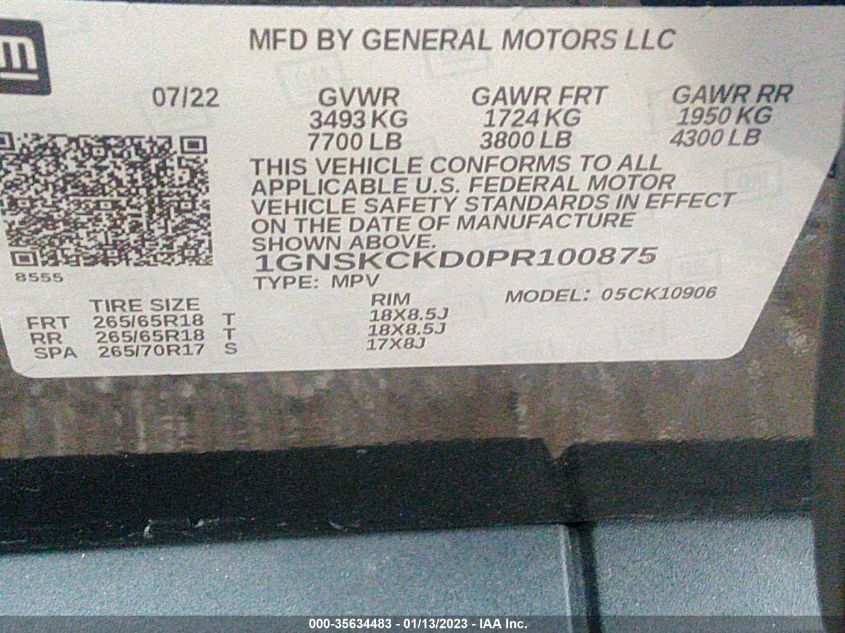 gm
MFD BY GENERAL MOTORS LLC
07/22 GVWR GAWR FRT GAWR RR
3493 KG 1724 KG 1950 KG
7700 LB 3800 LB 4300 LB
THIS VEHICLE CONFORMS TO ALL
APPLICABLE U.S. FEDERAL MOTOR
VEHICLE SAFETY STANDARDS IN EFFECT
ON THE DATE OF MANUFACTURE
SHOWN ABOVE.
1GNSKCKD0PR100875
8555
TYPE: MPV MODEL: 05CK10906
TIRE SIZE RIM
FRT 265/65R18 T 18X8.5J
RR 265/65R18 T 18X8.5J
SPA 265/70R17 S 17X8J
000-35634483 - 01/13/2023 - © IAA Inc.